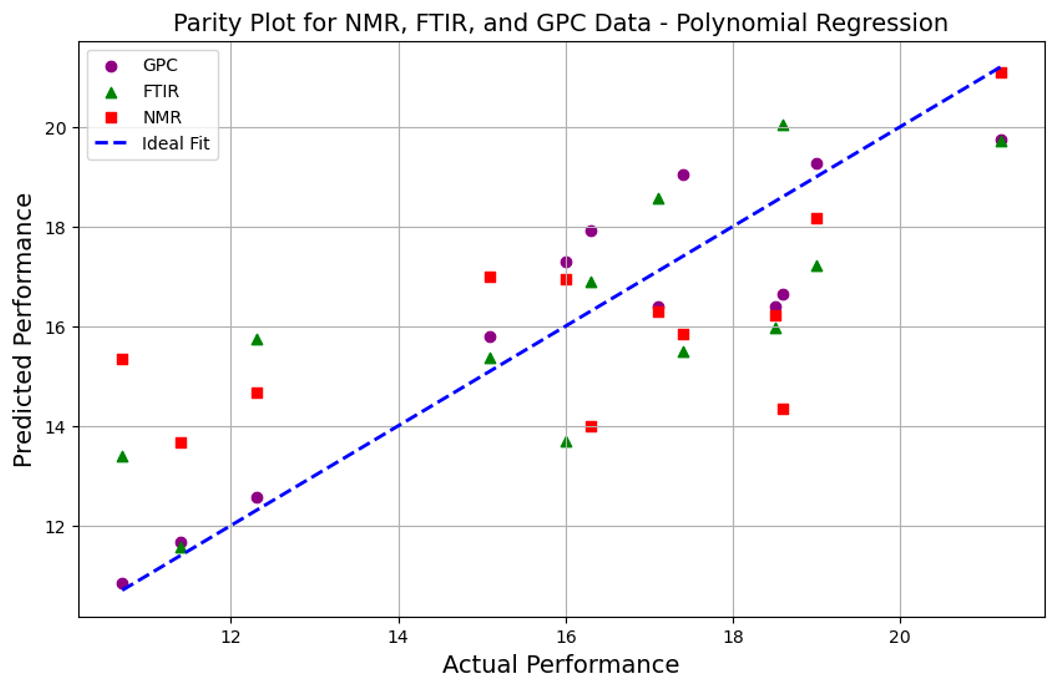 Parity Plot for NMR, FTIR, and GPC Data - Polynomial Regression
GPC
FTIR
NMR
Ideal Fit
Predicted Performance
20
18
16
14
12
12 14 16 18 20
Actual Performance